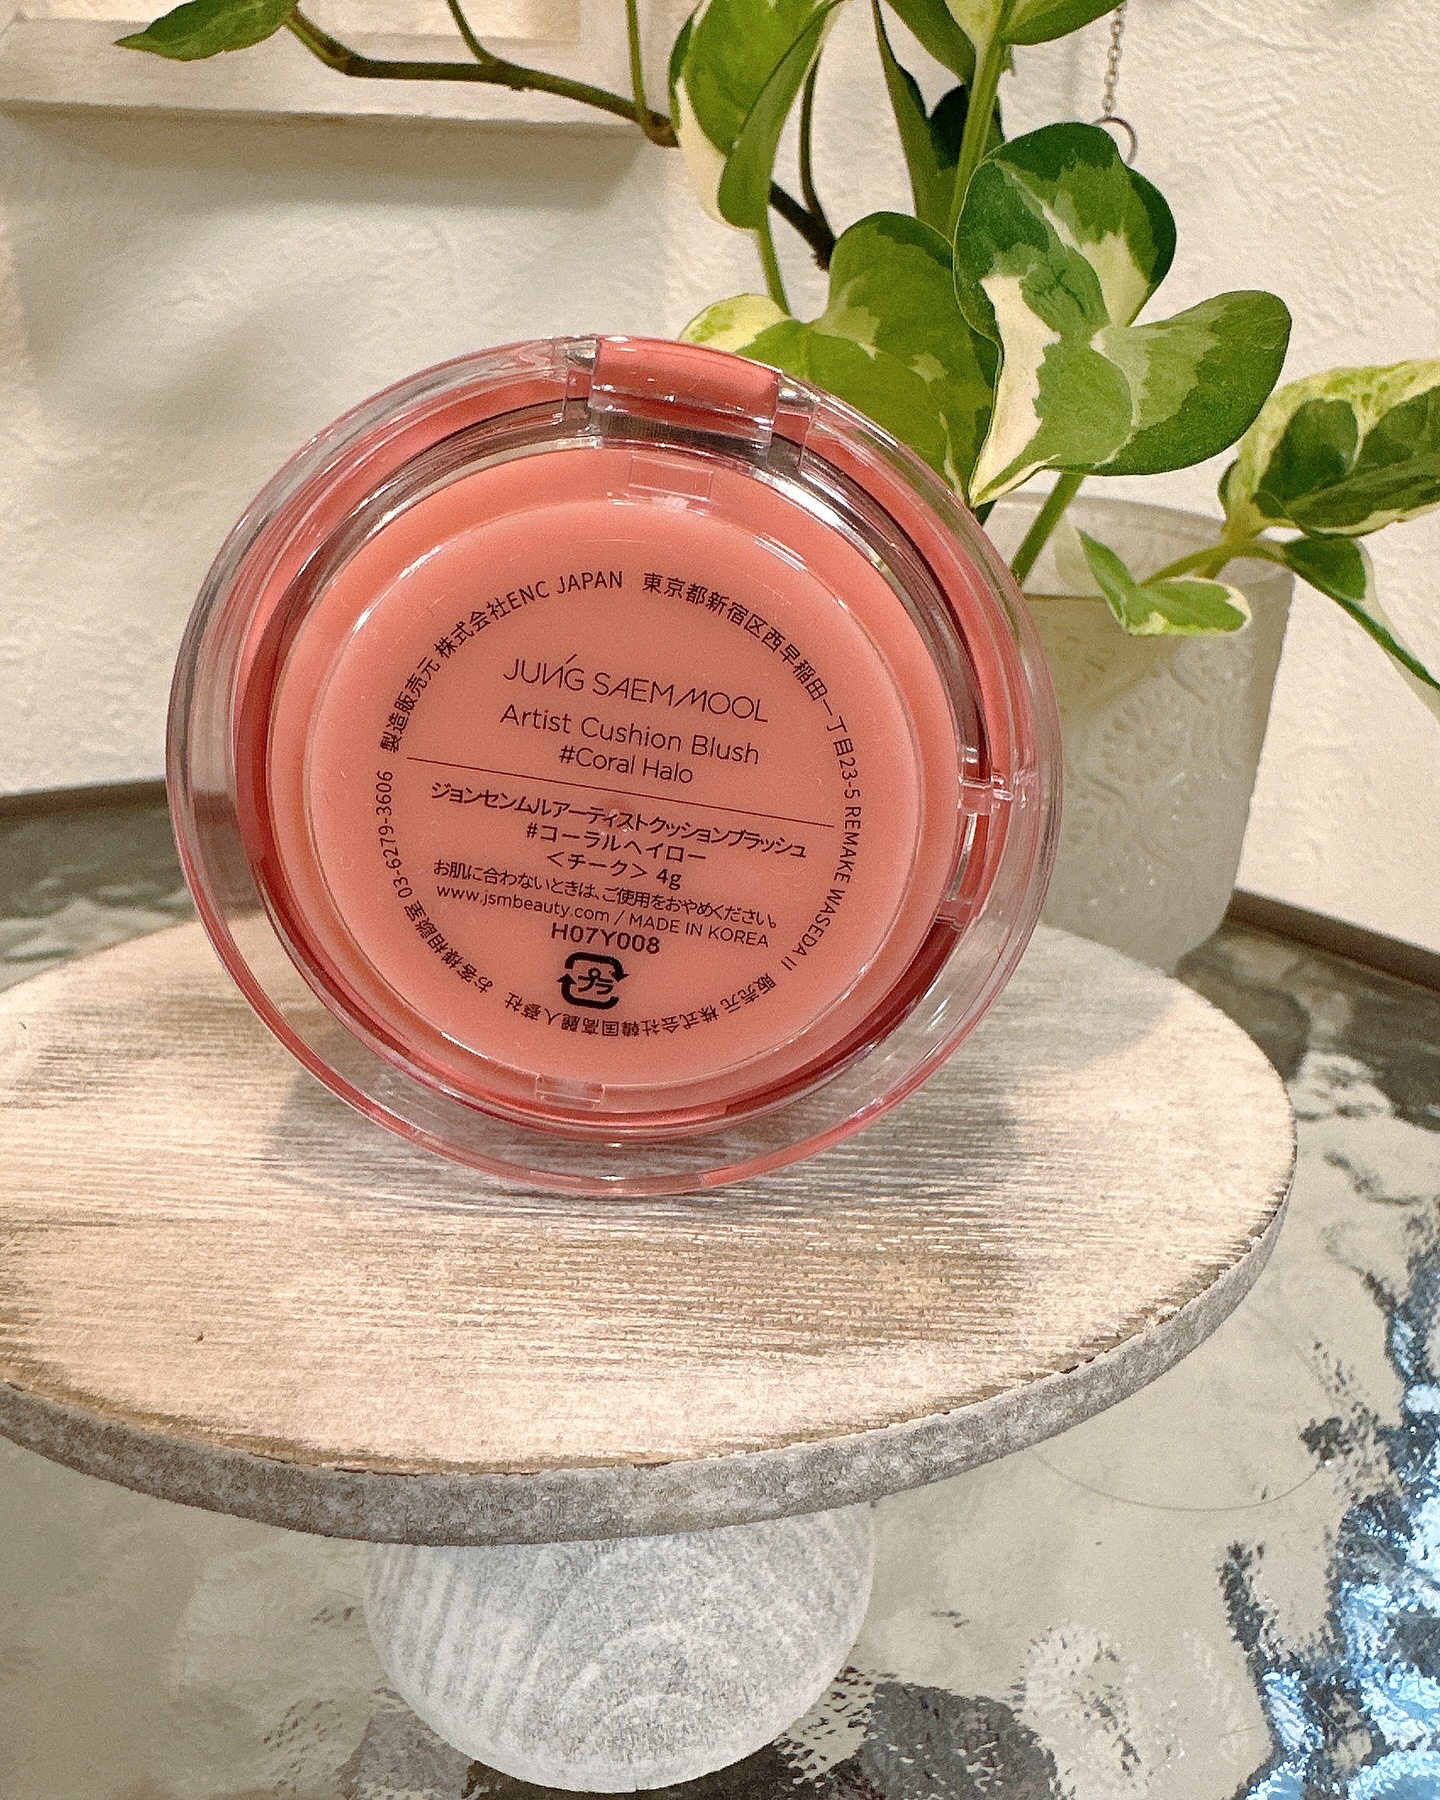 製造販売元 株式会社ENC JAPAN 東京都新宿区西早稲田一丁目23-5 REMAKE WASEDA II 販売元 株式会社韓国高麗人蔘社 お客様相談室 03-6279-3606
JUNG SAEM MOOL
Artist Cushion Blush
#Coral Halo
ジョンセンムルアーティストクッションブラッシュ
#コーラルヘイロー
＜チーク＞ 4g
お肌に合わないときは、ご使用をおやめください。
www.jsmbeauty.com / MADE IN KOREA
H07Y008
プラ